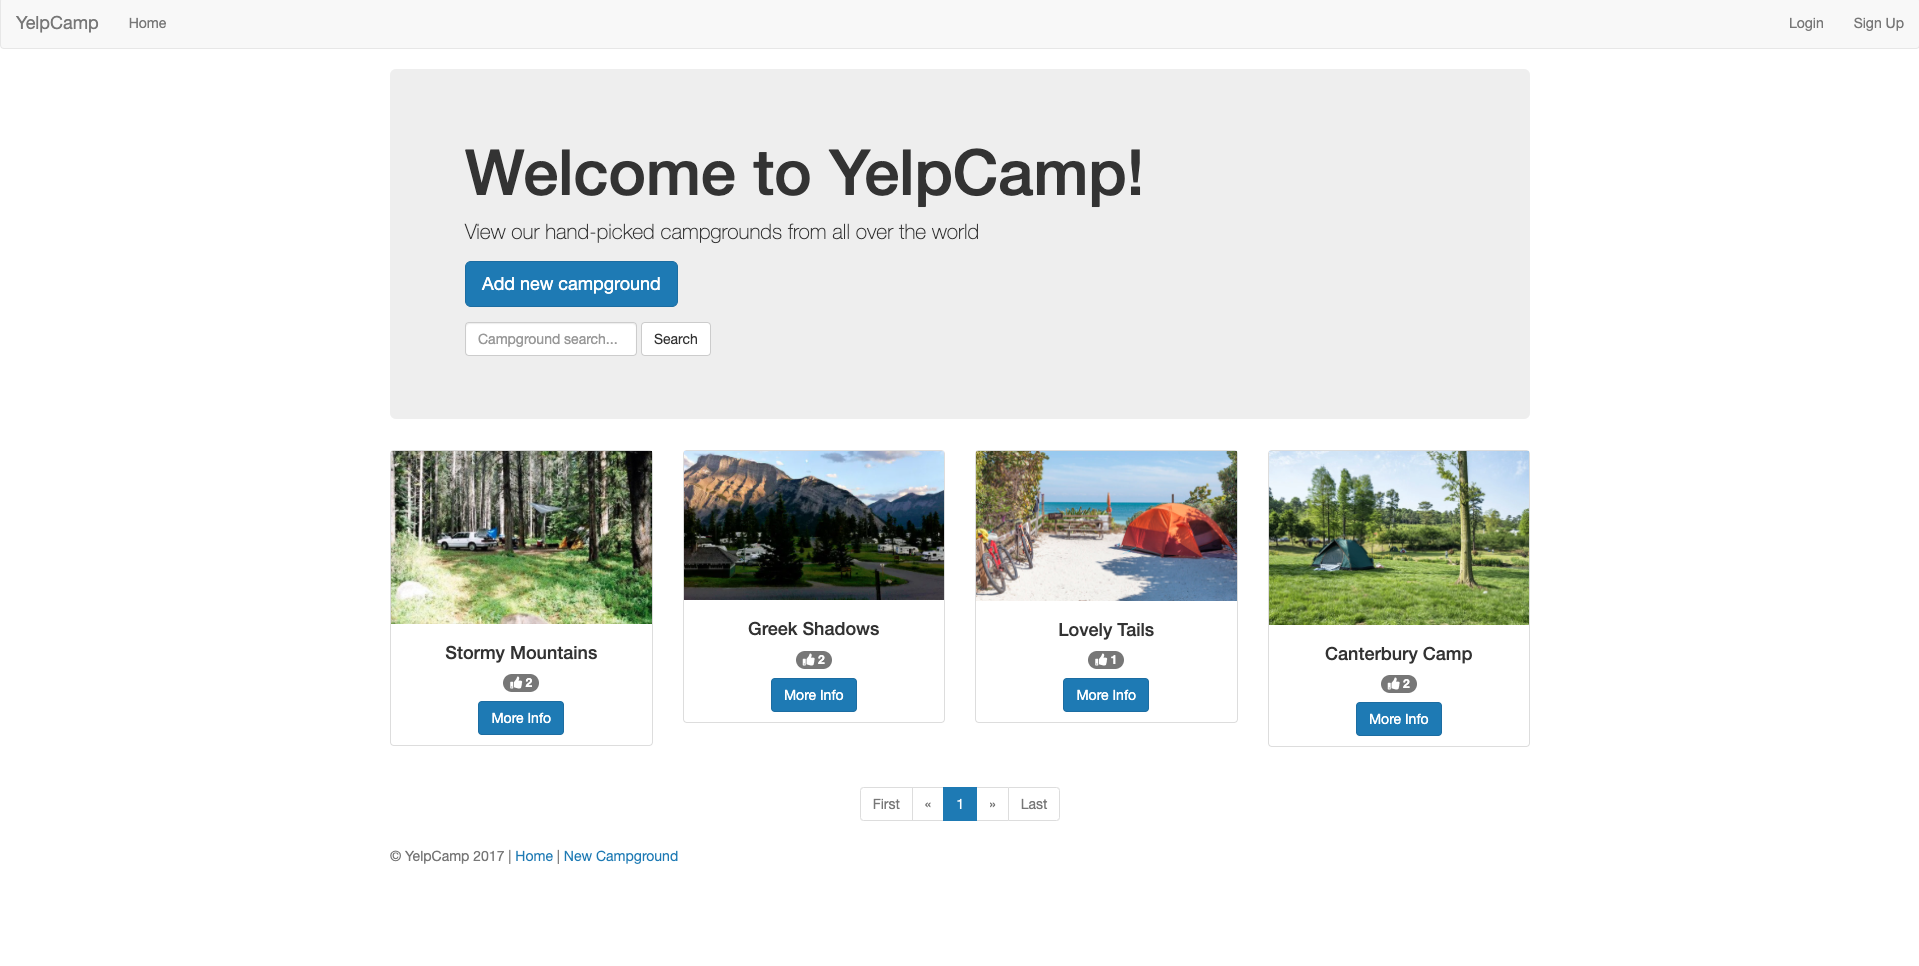 YelpCamp Home Login Sign Up
Welcome to YelpCamp!
View our hand-picked campgrounds from all over the world
Add new campground
Campground search... Search
Stormy Mountains
2
More Info
Greek Shadows
2
More Info
Lovely Tails
1
More Info
Canterbury Camp
2
More Info
First « 1 » Last
© YelpCamp 2017 | Home | New Campground